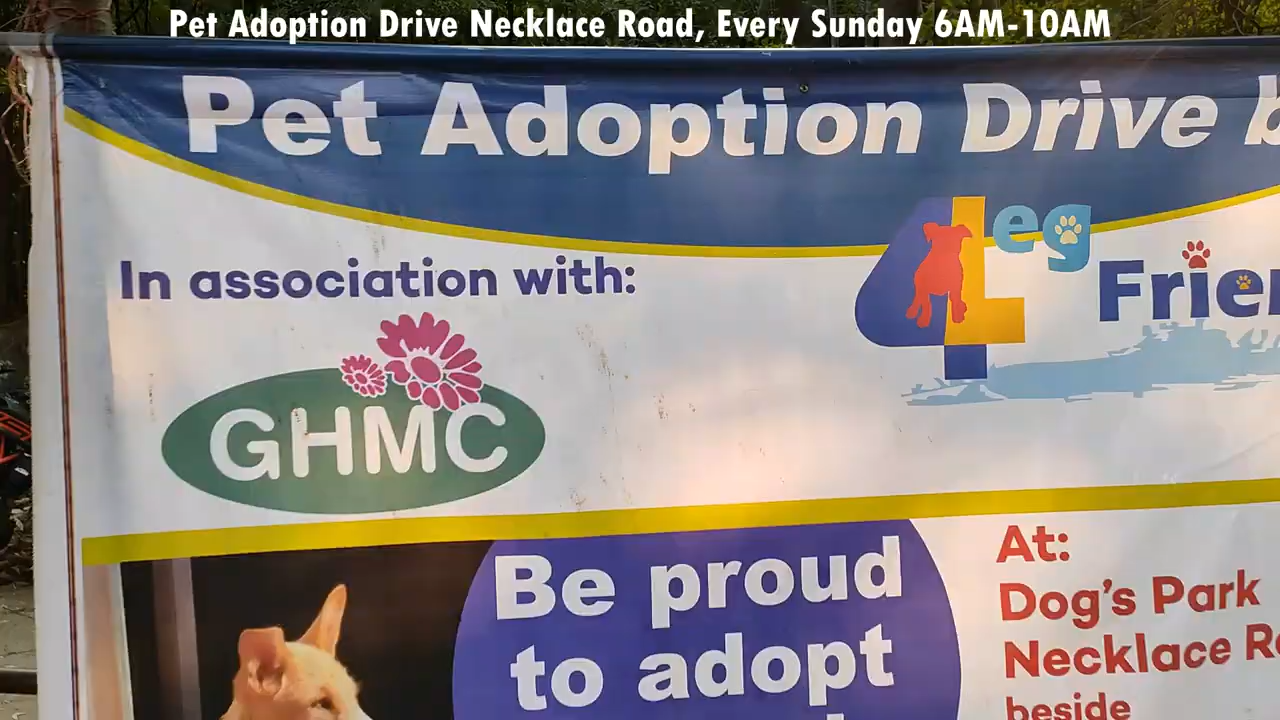 Pet Adoption Drive Necklace Road, Every Sunday 6AM-10AM
Pet Adoption Drive b
In association with:
4 Leg
Frien
GHMC
Be proud
to adopt
At:
Dog's Park
Necklace Ro
beside